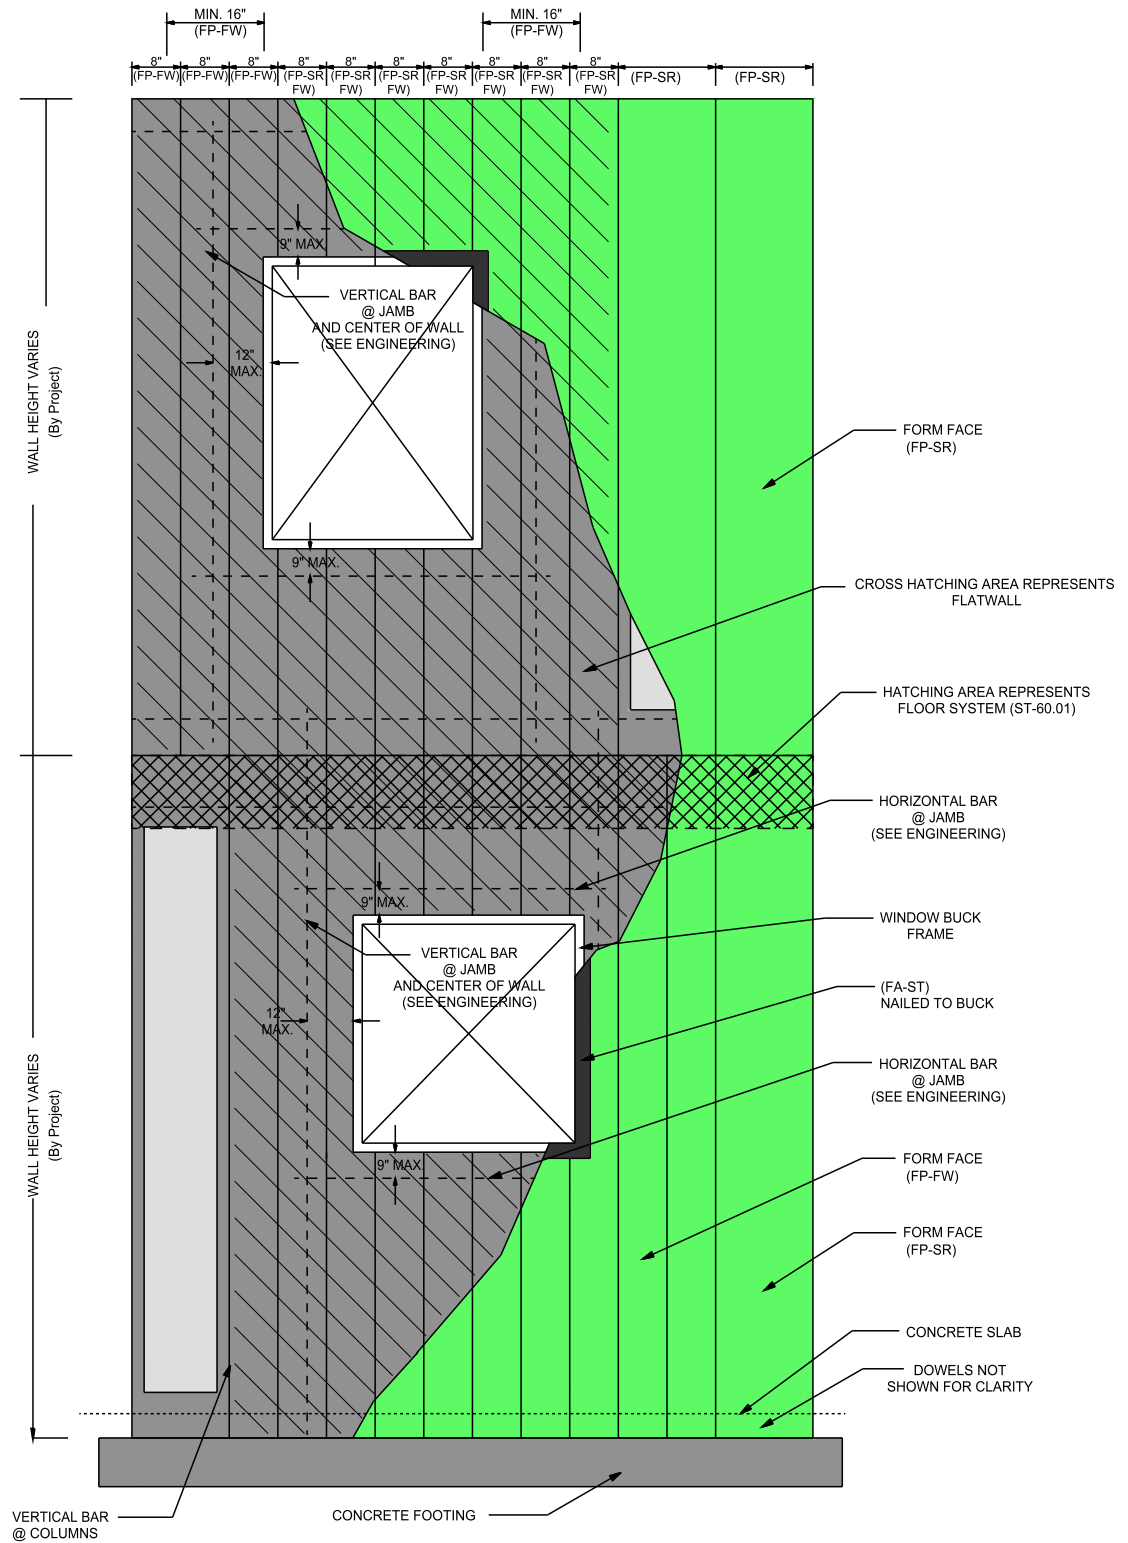 MIN. 16"
(FP-FW)
MIN. 16"
(FP-FW)
8"
(FP-FW)
8"
(FP-FW)
8"
(FP-FW)
8"
(FP-SR
FW)
8"
(FP-SR
FW)
8"
(FP-SR
FW)
8"
(FP-SR
FW)
8"
(FP-SR
FW)
8"
(FP-SR
FW)
8"
(FP-SR
FW)
(FP-SR)
(FP-SR)
WALL HEIGHT VARIES
(By Project)
9" MAX.
VERTICAL BAR
@ JAMB
AND CENTER OF WALL
(SEE ENGINEERING)
12"
MAX.
9" MAX.
FORM FACE
(FP-SR)
CROSS HATCHING AREA REPRESENTS
FLATWALL
HATCHING AREA REPRESENTS
FLOOR SYSTEM (ST-60.01)
HORIZONTAL BAR
@ JAMB
(SEE ENGINEERING)
9" MAX.
WINDOW BUCK
FRAME
VERTICAL BAR
@ JAMB
AND CENTER OF WALL
(SEE ENGINEERING)
(FA-ST)
NAILED TO BUCK
12"
MAX.
WALL HEIGHT VARIES
(By Project)
HORIZONTAL BAR
@ JAMB
(SEE ENGINEERING)
9" MAX.
FORM FACE
(FP-FW)
FORM FACE
(FP-SR)
CONCRETE SLAB
DOWELS NOT
SHOWN FOR CLARITY
VERTICAL BAR
@ COLUMNS
CONCRETE FOOTING